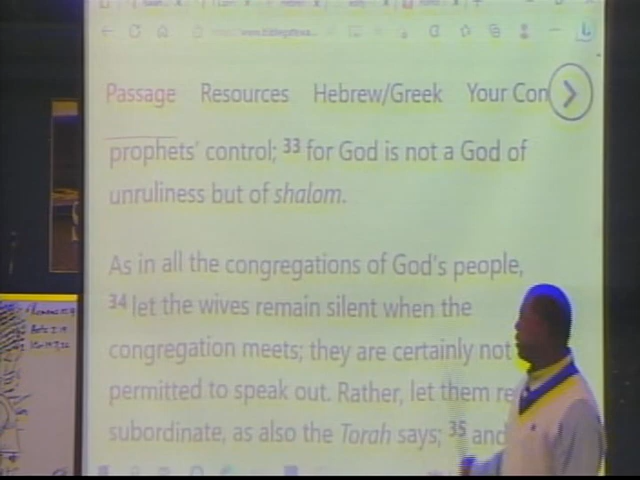 Passage Resources Hebrew/Greek Your Con
prophets' control; 33 for God is not a God of
unruliness but of shalom.
As in all the congregations of God's people,
34 let the wives remain silent when the
congregation meets; they are certainly not
permitted to speak out. Rather, let them re
subordinate, as also the Torah says; 35 and